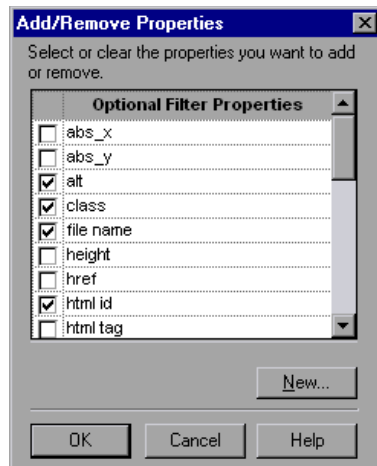 Add/Remove Properties
Select or clear the properties you want to add
or remove.
Optional Filter Properties
abs_x
abs_y
alt
class
file name
height
href
html id
html tag
New...
OK Cancel Help